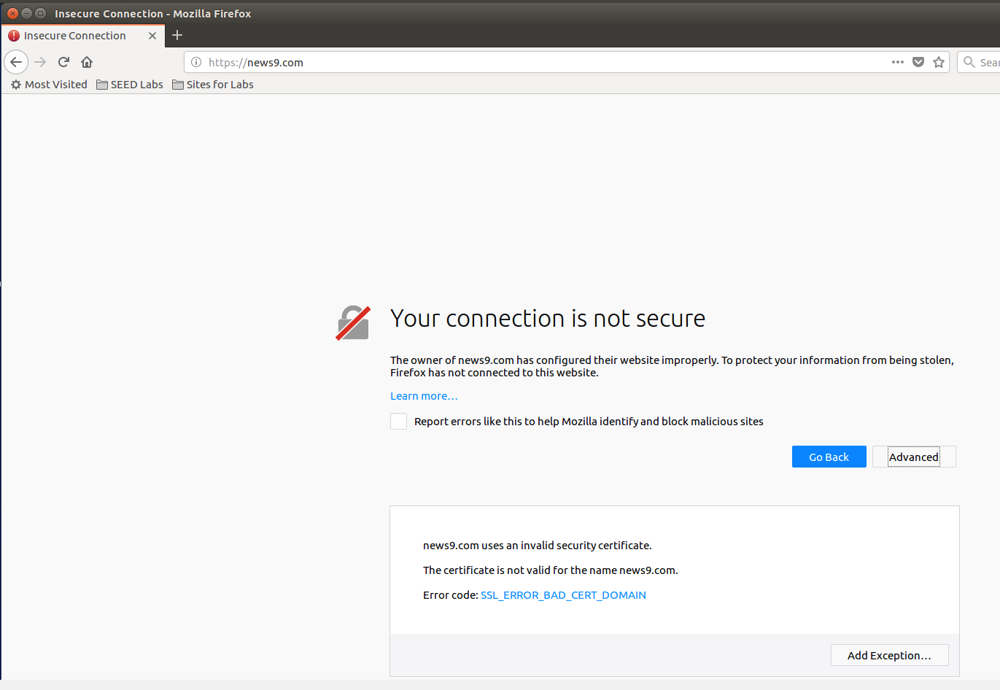 Insecure Connection - Mozilla Firefox
Insecure Connection
https://news9.com
Most Visited SEED Labs Sites for Labs
Your connection is not secure
The owner of news9.com has configured their website improperly. To protect your information from being stolen,
Firefox has not connected to this website.
Learn more…
Report errors like this to help Mozilla identify and block malicious sites
Go Back Advanced
news9.com uses an invalid security certificate.
The certificate is not valid for the name news9.com.
Error code: SSL_ERROR_BAD_CERT_DOMAIN
Add Exception…